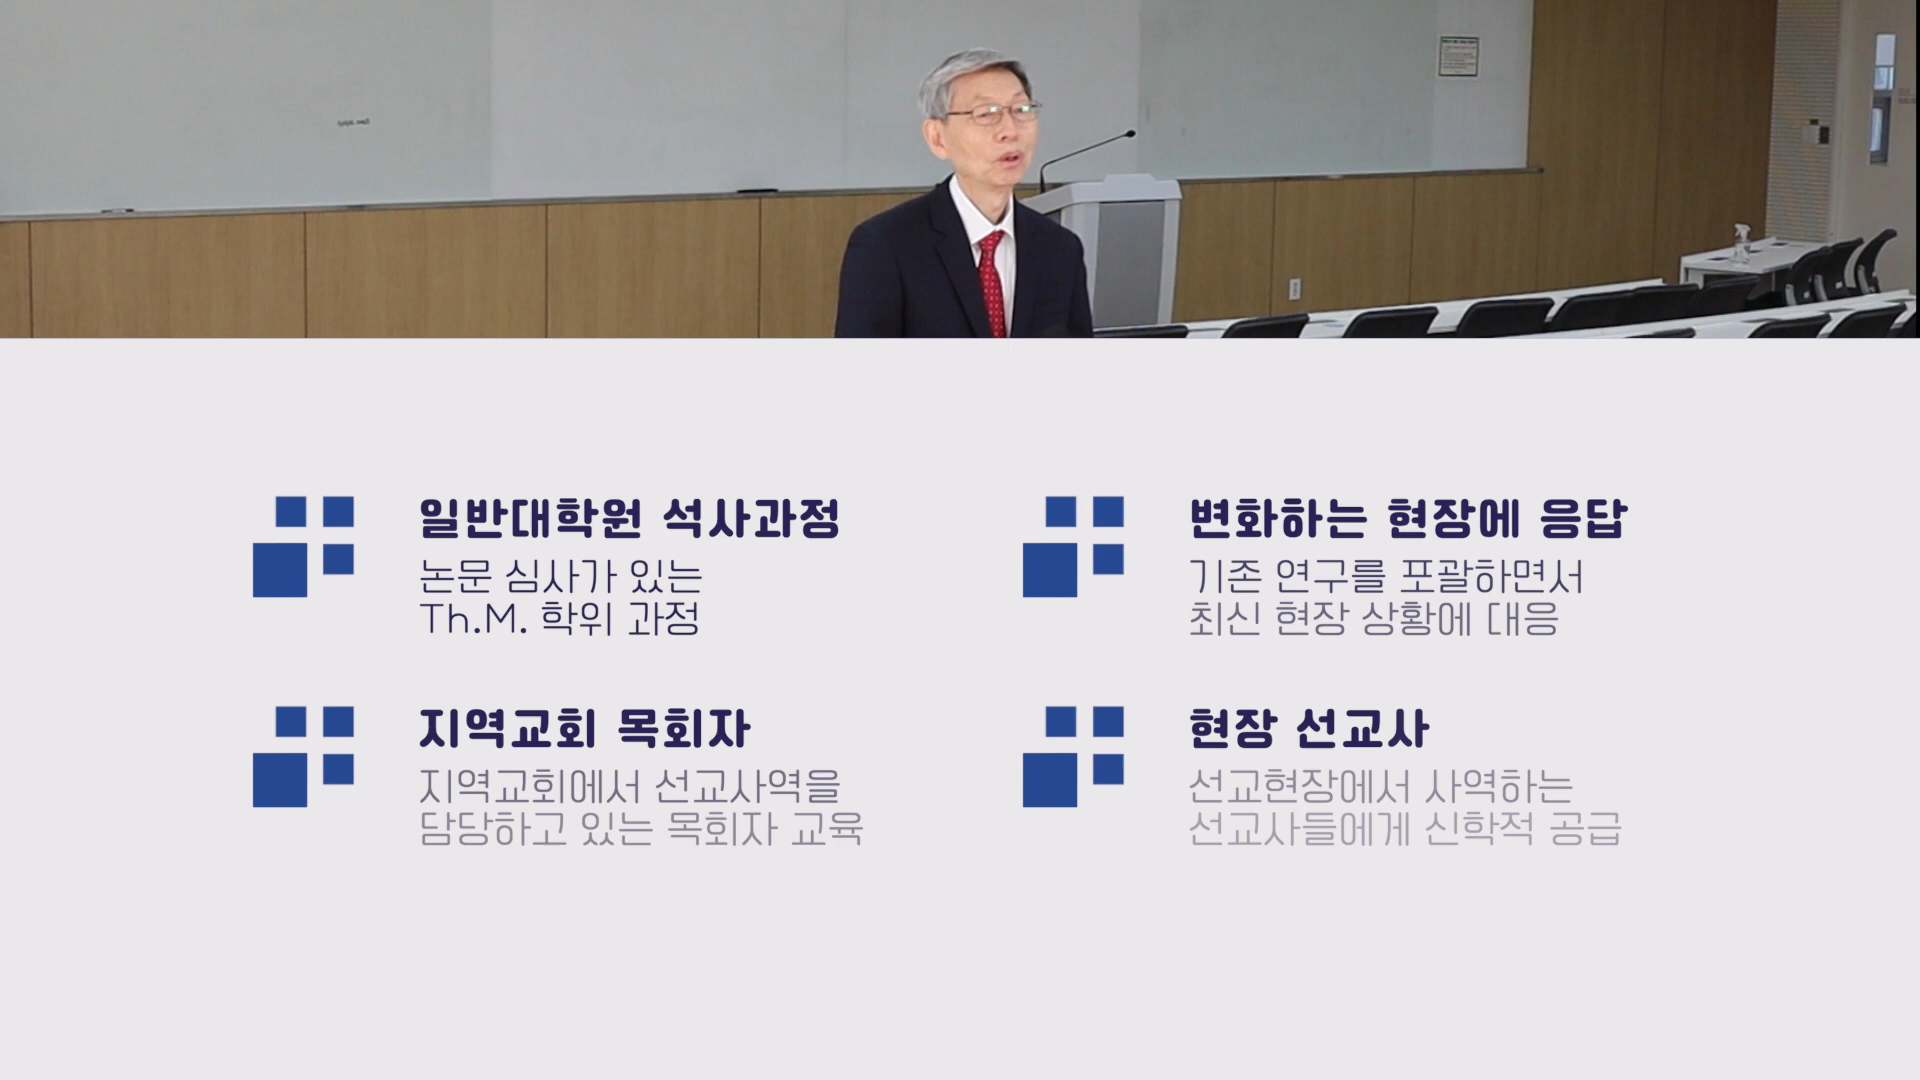 일반대학원 석사과정
논문 심사가 있는
Th.M. 학위 과정
변화하는 현장에 응답
기존 연구를 포괄하면서
최신 현장 상황에 대응
지역교회 목회자
지역교회에서 선교사역을
담당하고 있는 목회자 교육
현장 선교사
선교현장에서 사역하는
선교사들에게 신학적 공급